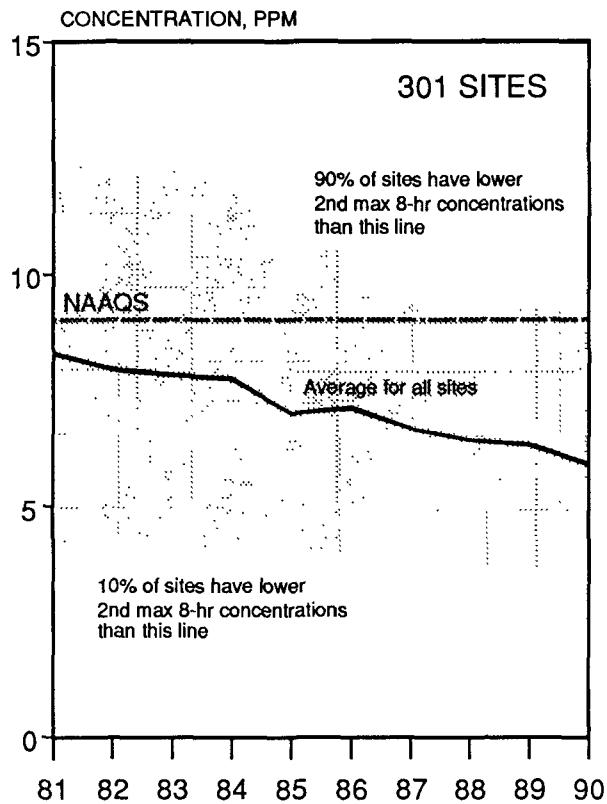 CONCENTRATION, PPM
15
301 SITES
90% of sites have lower
2nd max 8-hr concentrations
than this line
10
NAAQS
Average for all sites
5
10% of sites have lower
2nd max 8-hr concentrations
than this line
0
81 82 83 84 85 86 87 88 89 90